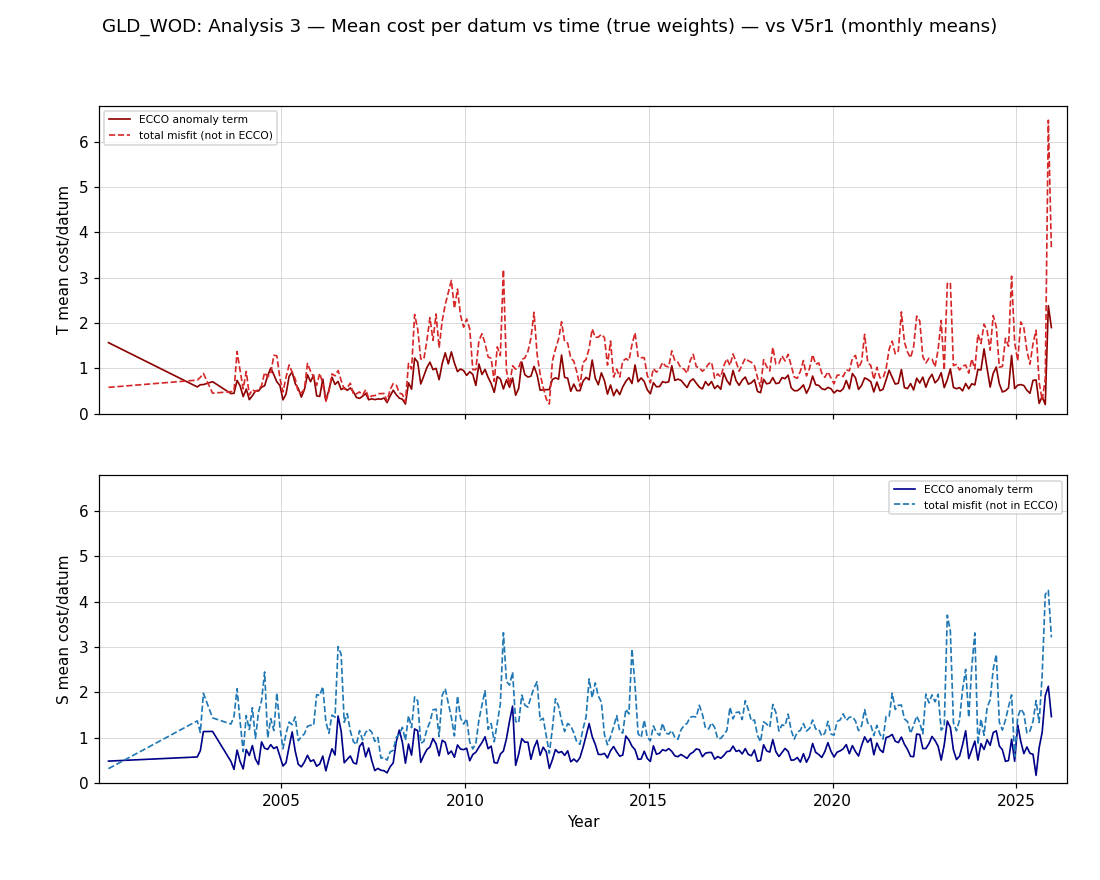 GLD_WOD: Analysis 3 — Mean cost per datum vs time (true weights) — vs V5r1 (monthly means)
ECCO anomaly term
total misfit (not in ECCO)
T mean cost/datum
6
5
4
3
2
1
0
ECCO anomaly term
total misfit (not in ECCO)
S mean cost/datum
6
5
4
3
2
1
0
2005
2010
2015
2020
2025
Year